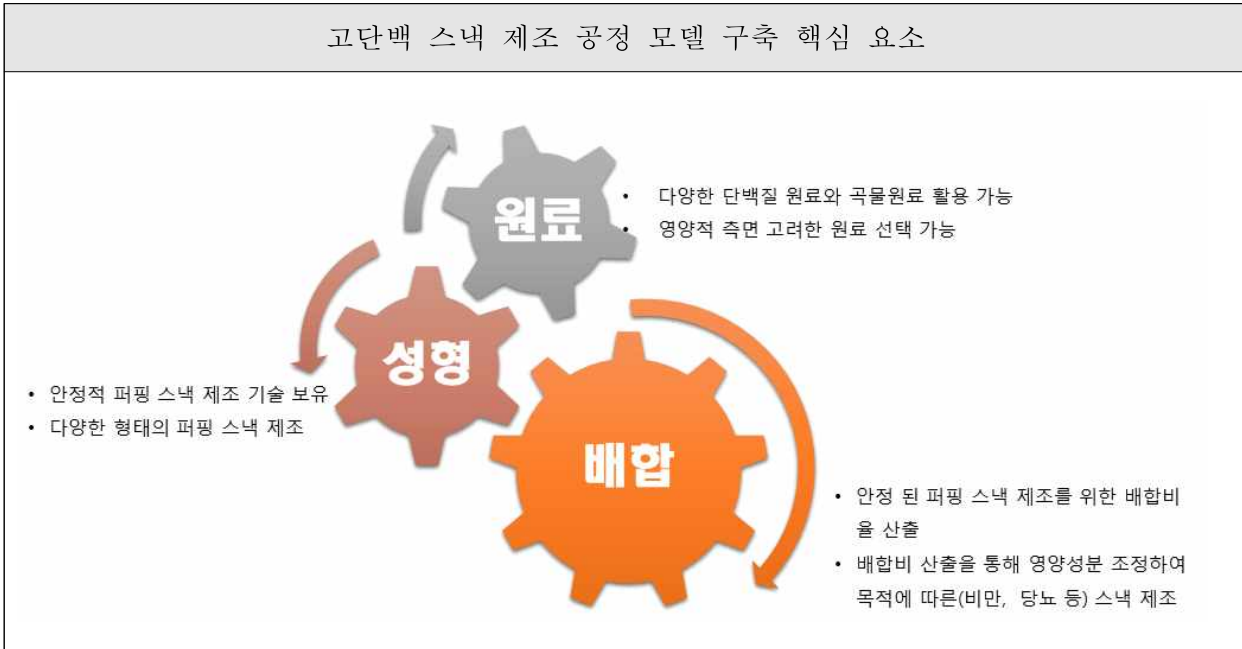 고단백 스낵 제조 공정 모델 구축 핵심 요소
원료
• 다양한 단백질 원료와 곡물원료 활용 가능
• 영양적 측면 고려한 원료 선택 가능
성형
• 안정적 퍼핑 스낵 제조 기술 보유
• 다양한 형태의 퍼핑 스낵 제조
배합
• 안정 된 퍼핑 스낵 제조를 위한 배합비
율 산출
• 배합비 산출을 통해 영양성분 조정하여
목적에 따른(비만, 당뇨 등) 스낵 제조